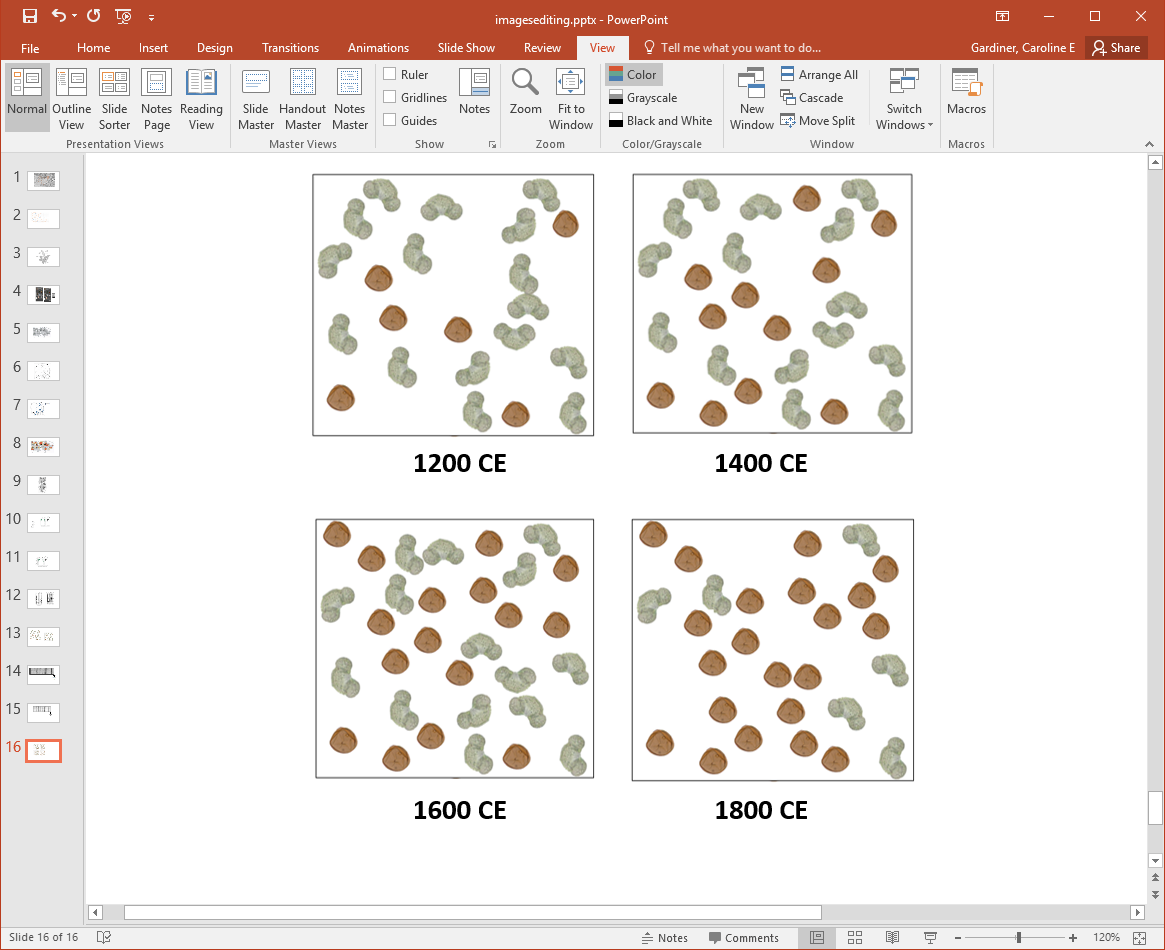 imagesediting.pptx - PowerPoint
File Home Insert Design Transitions Animations Slide Show Review View Tell me what you want to do... Gardiner, Caroline E Share
Normal Outline View Slide Sorter Notes Page Reading View
Presentation Views
Slide Master Handout Master Notes Master
Master Views
Ruler
Gridlines
Guides
Notes
Show
Zoom Fit to Window
Zoom
Color
Grayscale
Black and White
Color/Grayscale
New Window
Arrange All
Cascade
Move Split
Switch Windows
Window
Macros
Macros
1
2
3
4
5
6
7
8
9
10
11
12
13
14
15
16
1200 CE 1400 CE
1600 CE 1800 CE
Slide 16 of 16 Notes Comments 120%